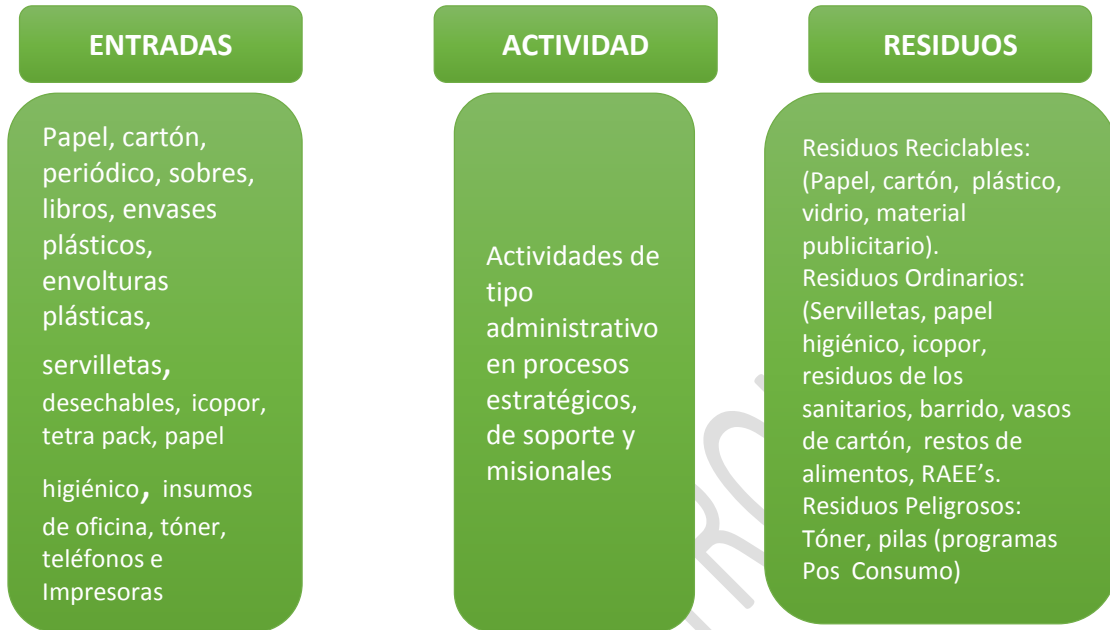 ENTRADAS
Papel, cartón,
periódico, sobres,
libros, envases
plásticos,
envolturas
plásticas,
servilletas,
desechables, icopor,
tetra pack, papel
higiénico, insumos
de oficina, tóner,
teléfonos e
Impresoras
ACTIVIDAD
Actividades de
tipo
administrativo
en procesos
estratégicos,
de soporte y
misionales
RESIDUOS
Residuos Reciclables:
(Papel, cartón, plástico,
vidrio, material
publicitario).
Residuos Ordinarios:
(Servilletas, papel
higiénico, icopor,
residuos de los
sanitarios, barrido, vasos
de cartón, restos de
alimentos, RAEE’s.
Residuos Peligrosos:
Tóner, pilas (programas
Pos Consumo)